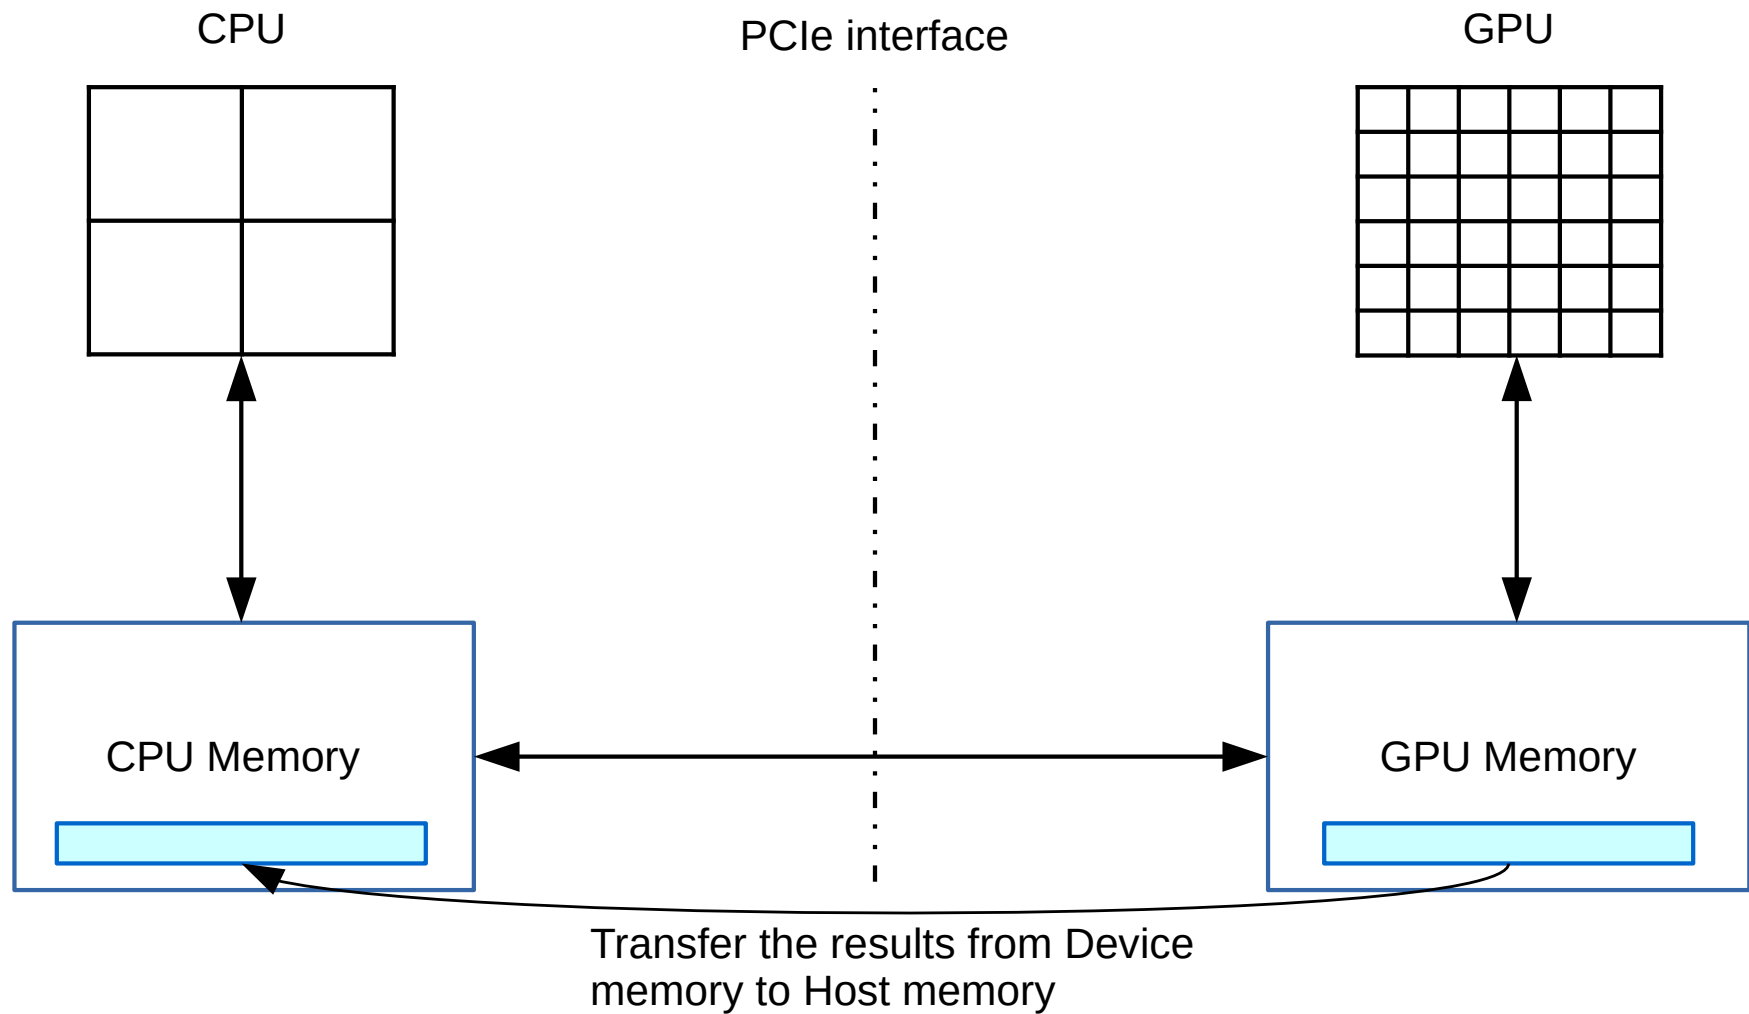 CPU
PCIe interface
GPU
CPU Memory
GPU Memory
Transfer the results from Device
memory to Host memory